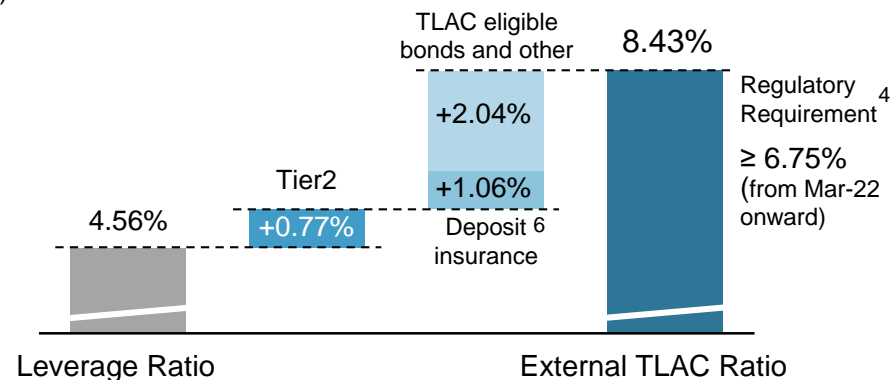 )
TLAC eligible
bonds and other
8.43%
+2.04%
Regulatory
Requirement 4
≥ 6.75%
(from Mar-22
onward)
Tier2
+1.06%
4.56%
+0.77%
Deposit 6
insurance
Leverage Ratio
External TLAC Ratio